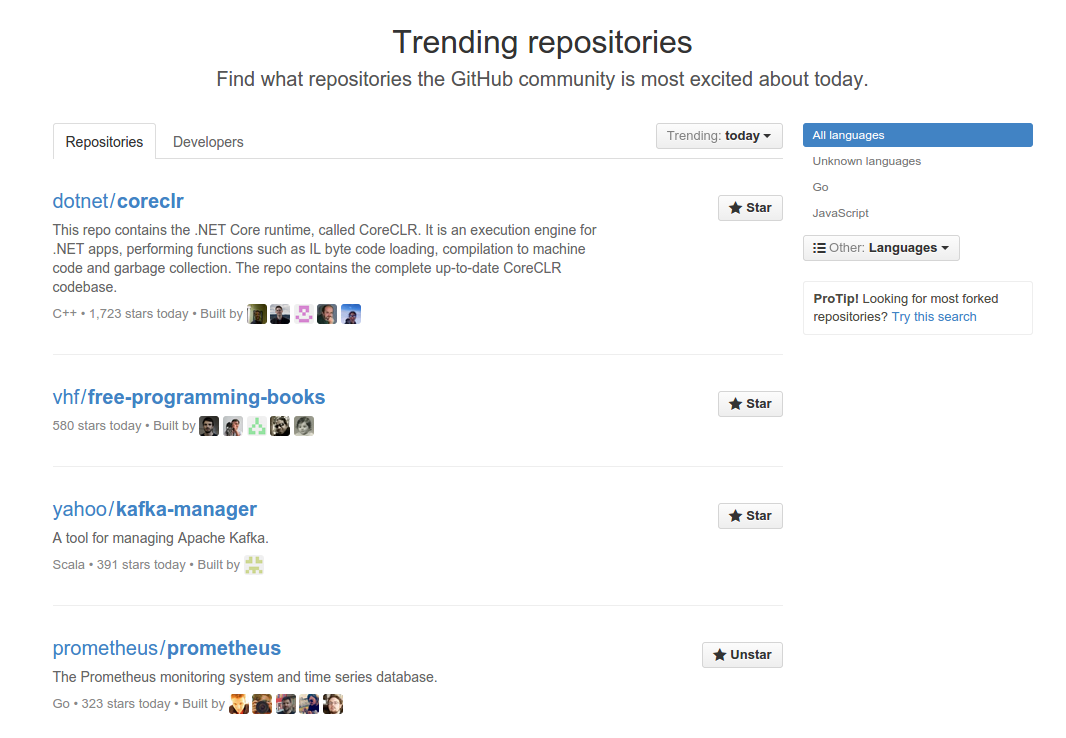 Trending repositories
Find what repositories the GitHub community is most excited about today.
Repositories
Developers
Trending: today
dotnet/coreclr
Star
This repo contains the .NET Core runtime, called CoreCLR. It is an execution engine for
.NET apps, performing functions such as IL byte code loading, compilation to machine
code and garbage collection. The repo contains the complete up-to-date CoreCLR
codebase.
C++ • 1,723 stars today • Built by
vhf/free-programming-books
Star
580 stars today • Built by
yahoo/kafka-manager
Star
A tool for managing Apache Kafka.
Scala • 391 stars today • Built by
prometheus/prometheus
Unstar
The Prometheus monitoring system and time series database.
Go • 323 stars today • Built by
All languages
Unknown languages
Go
JavaScript
Other: Languages
ProTip! Looking for most forked
repositories? Try this search